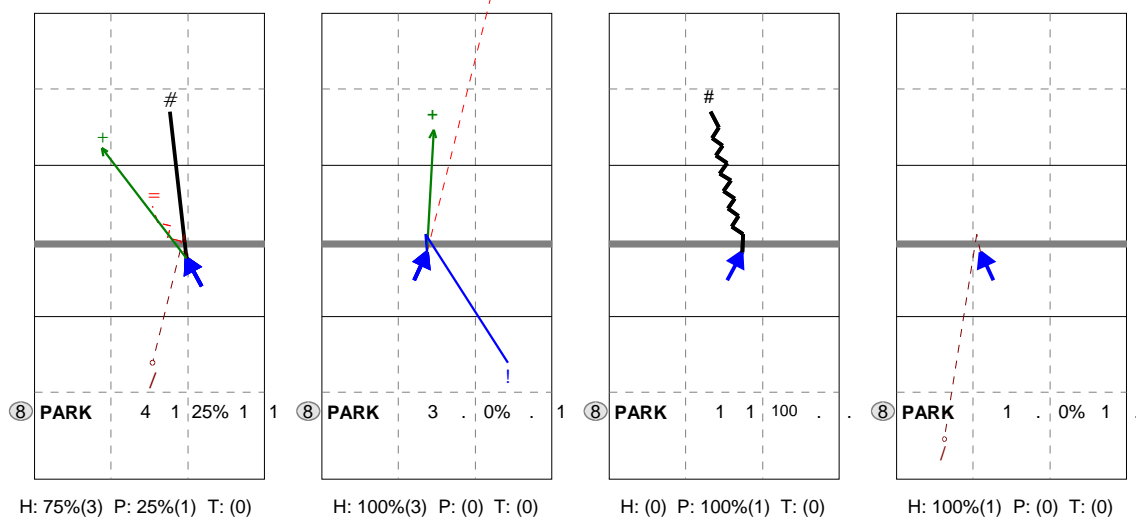 #
+
=
/
8 PARK 4 1 25% 1 1
H: 75%(3) P: 25%(1) T: (0)
+
!
8 PARK 3 . 0% . 1
H: 100%(3) P: (0) T: (0)
#
8 PARK 1 1 100 . .
H: (0) P: 100%(1) T: (0)
8 PARK 1 . 0% 1 .
/
H: 100%(1) P: (0) T: (0)